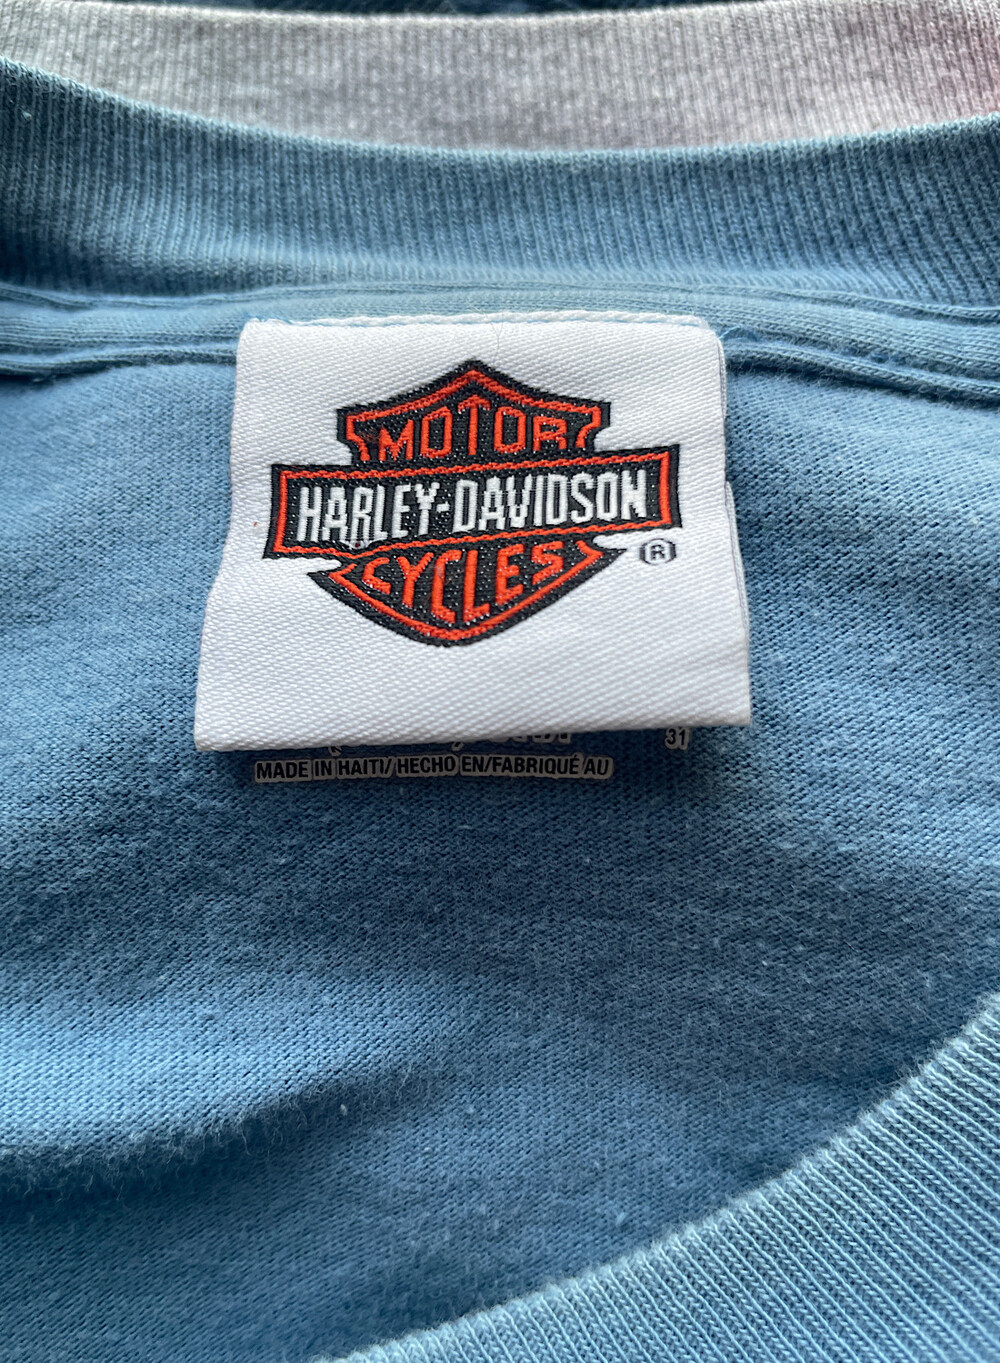 MOTOR
HARLEY-DAVIDSON
CYCLES
®
31
MADE IN HAITI/ HECHO EN/FABRIQUÉ AU